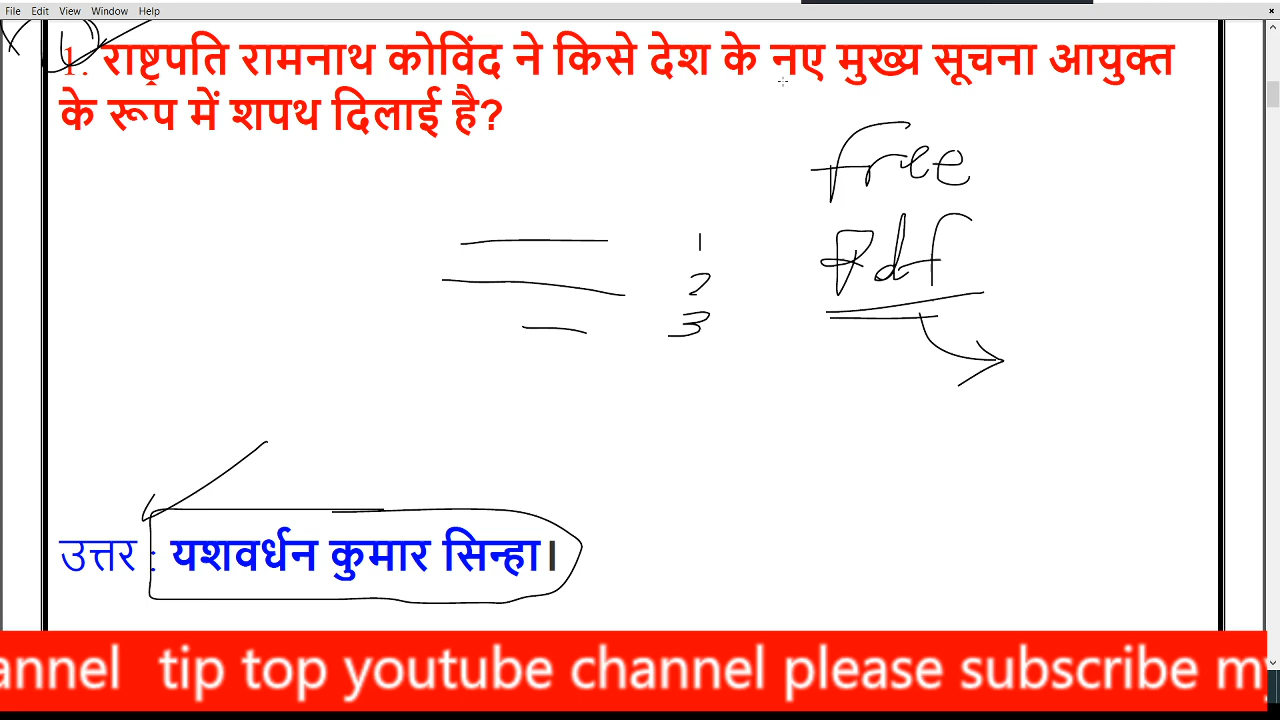 File Edit View Window Help
1. राष्ट्रपति रामनाथ कोविंद ने किसे देश के नए मुख्य सूचना आयुक्त
के रूप में शपथ दिलाई है?
free
Pdf
1
2
3
उत्तर : यशवर्धन कुमार सिन्हा।
annel tip top youtube channel please subscribe my